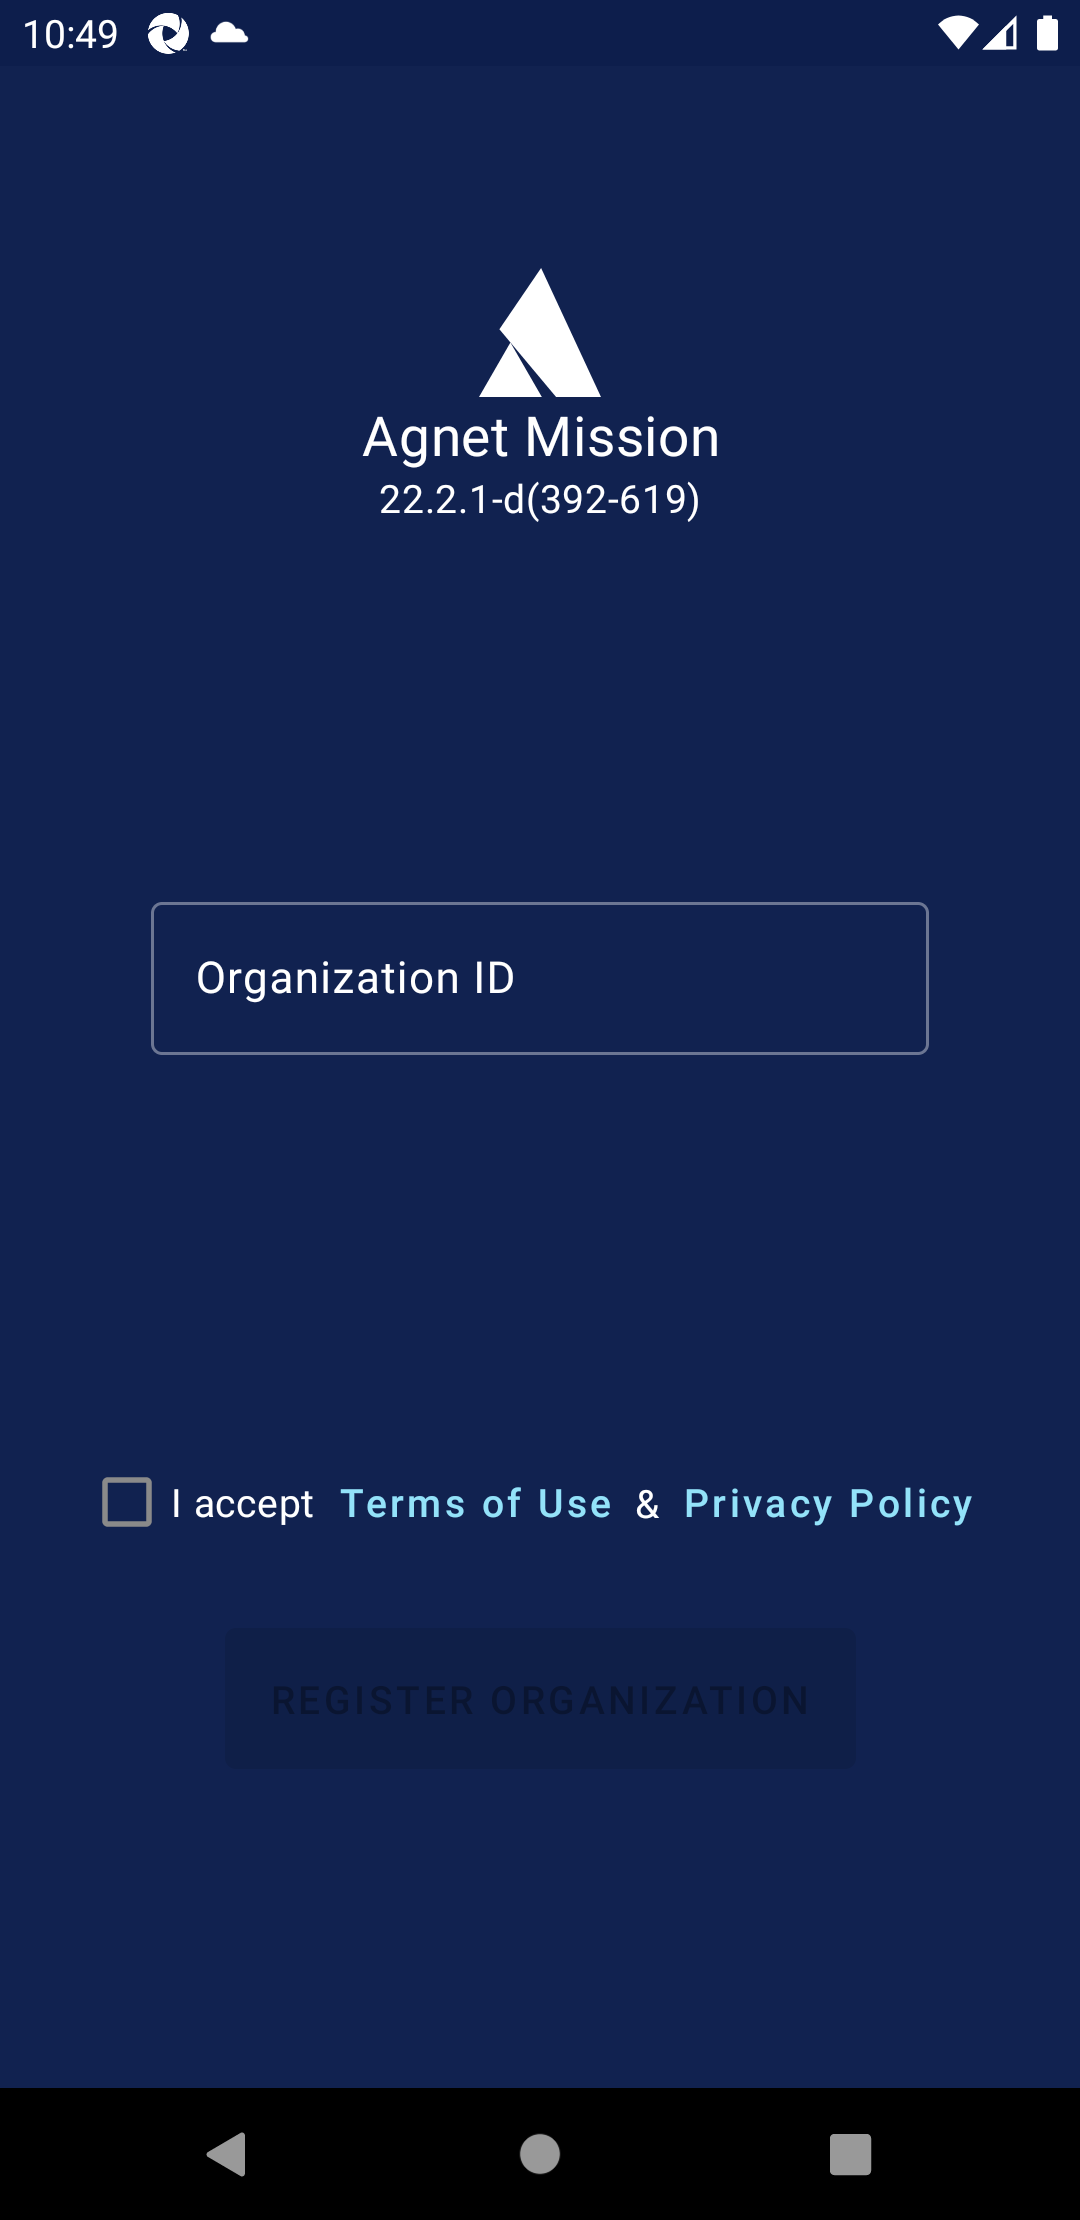 10:49
Agnet Mission
22.2.1-d(392-619)
Organization ID
I accept Terms of Use & Privacy Policy
REGISTER ORGANIZATION